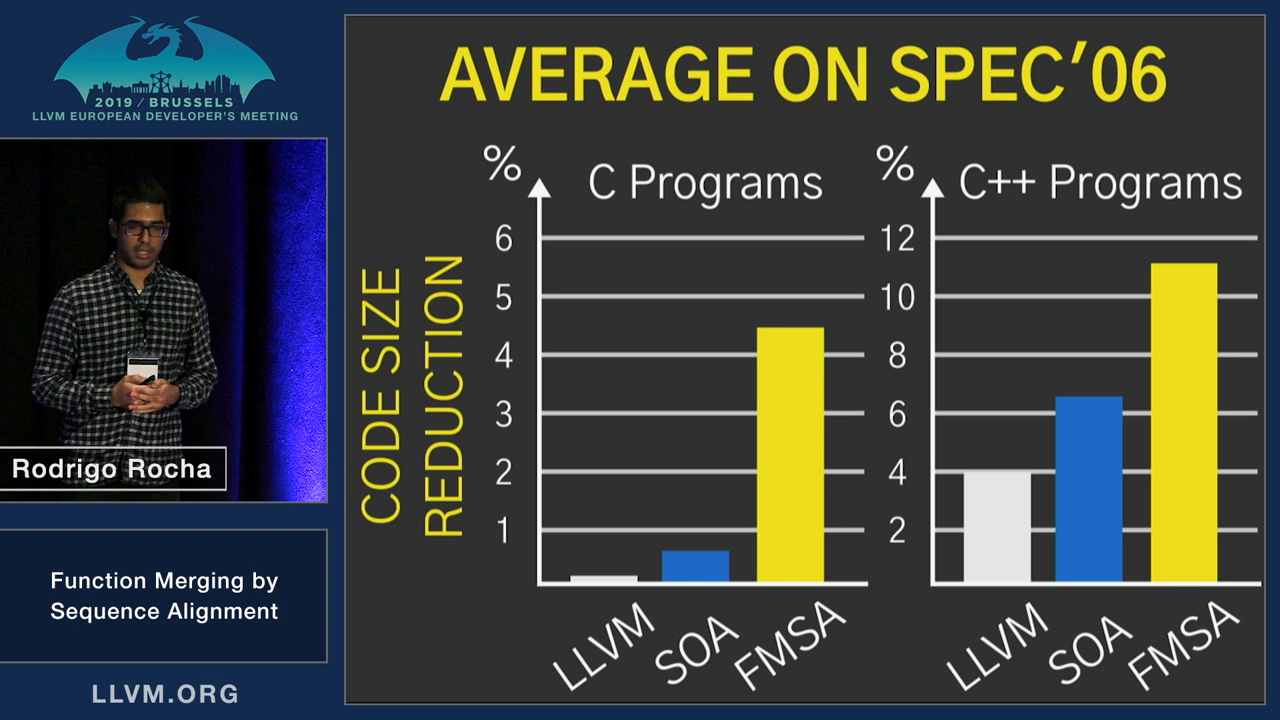 2019 / BRUSSELS
LLVM EUROPEAN DEVELOPER'S MEETING
Rodrigo Rocha
Function Merging by
Sequence Alignment
LLVM.ORG
AVERAGE ON SPEC'06
CODE SIZE
REDUCTION
%
C Programs
6
5
4
3
2
1
LLVM
SOA
FMSA
%
C++ Programs
12
10
8
6
4
2
LLVM
SOA
FMSA